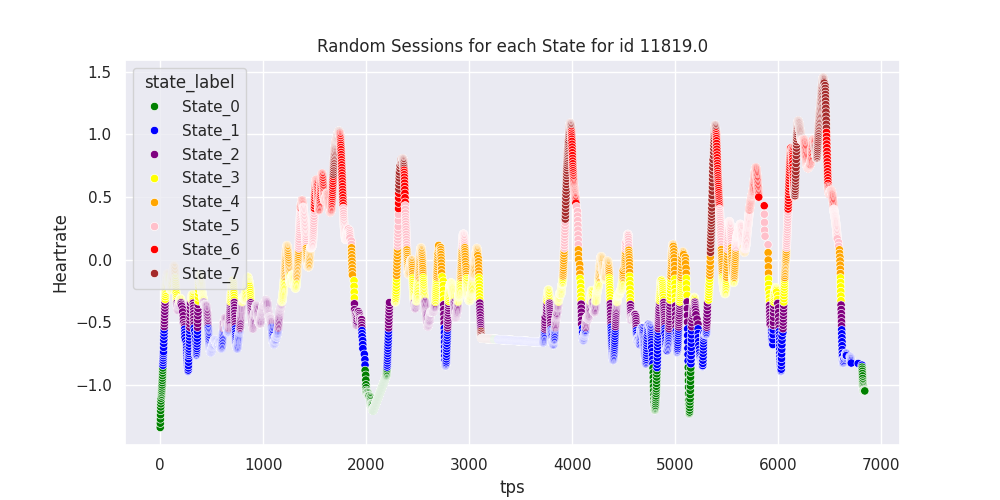 Random Sessions for each State for id 11819.0
state_label
State_0
State_1
State_2
State_3
State_4
State_5
State_6
State_7
1.5
1.0
0.5
0.0
−0.5
−1.0
Heartrate
0
1000
2000
3000
4000
5000
6000
7000
tps